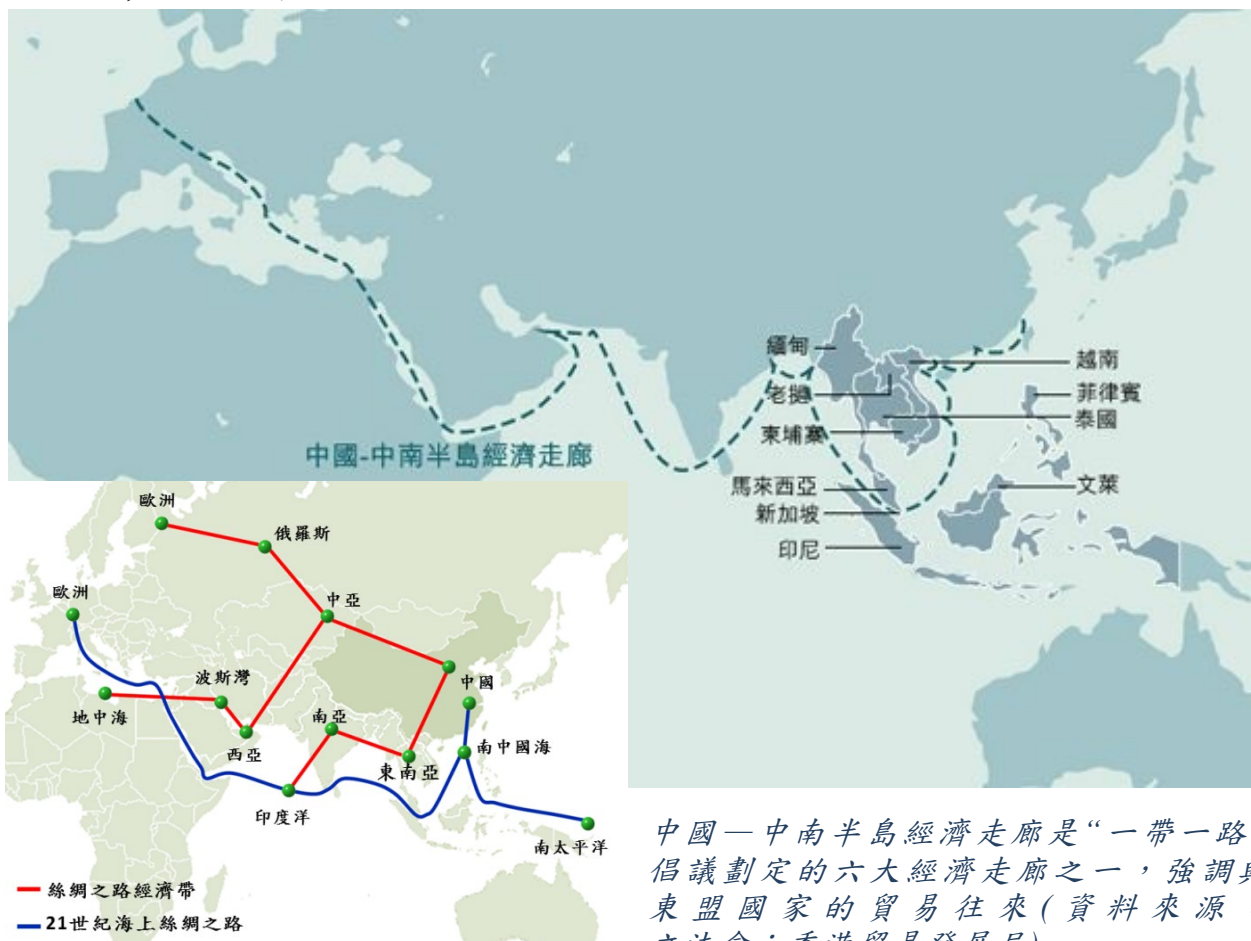 緬甸
越南
老撾
菲律賓
泰國
柬埔寨
中國-中南半島經濟走廊
馬來西亞
文萊
新加坡
印尼
歐洲
俄羅斯
歐洲
中亞
波斯灣
中國
地中海
南亞
西亞
東南亞
南中國海
印度洋
南太平洋
絲綢之路經濟帶
21世紀海上絲綢之路
中國—中南半島經濟走廊是“一帶一路
倡議劃定的六大經濟走廊之一，強調與
東盟國家的貿易往來(資料來源